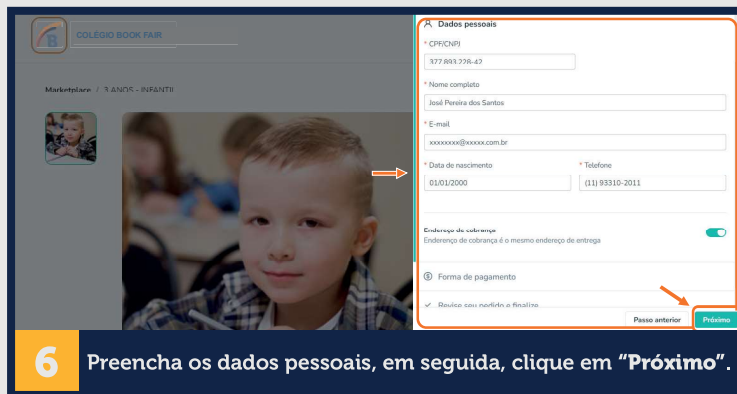 COLÉGIO BOOK FAIR
Marketplace / 3 ANOS - INFANTIL
Dados pessoais
* CPF/CNPJ
377.893.228-42
* Nome completo
José Pereira dos Santos
* E-mail
xxxxxxxx@xxxxx.com.br
* Data de nascimento
* Telefone
01/01/2000
(11) 93310-2011
Endereço de cobrança
Enderenço de cobrança é o mesmo endereço de entrega
Forma de pagamento
Revise seu pedido e finalize
Passo anterior
Próximo
6
Preencha os dados pessoais, em seguida, clique em “Próximo”.